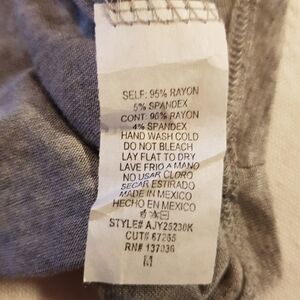 SELF: 95% RAYON
5% SPANDEX
CONT: 96% RAYON
4% SPANDEX
HAND WASH COLD
DO NOT BLEACH
LAY FLAT TO DRY
LAVE FRIO A MANO
NO USAR CLORO
SECAR ESTIRADO
MADE IN MEXICO
HECHO EN MEXICO
STYLE# AJY25230K
CUT# 67265
RN# 137036
M